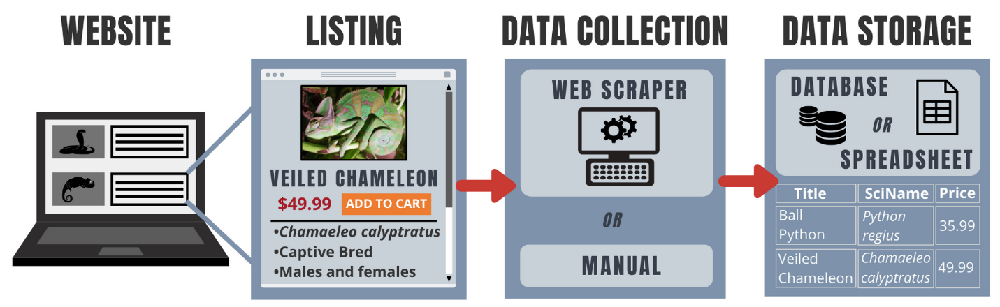 WEBSITE
LISTING
DATA COLLECTION
DATA STORAGE
VEILED CHAMELEON
$49.99
ADD TO CART
•Chamaeleo calyptratus
•Captive Bred
•Males and females
WEB SCRAPER
OR
MANUAL
DATABASE
OR
SPREADSHEET
Title SciName Price
Ball
Python
Python
regius
35.99
Veiled
Chameleon
Chamaeleo
calyptratus
49.99